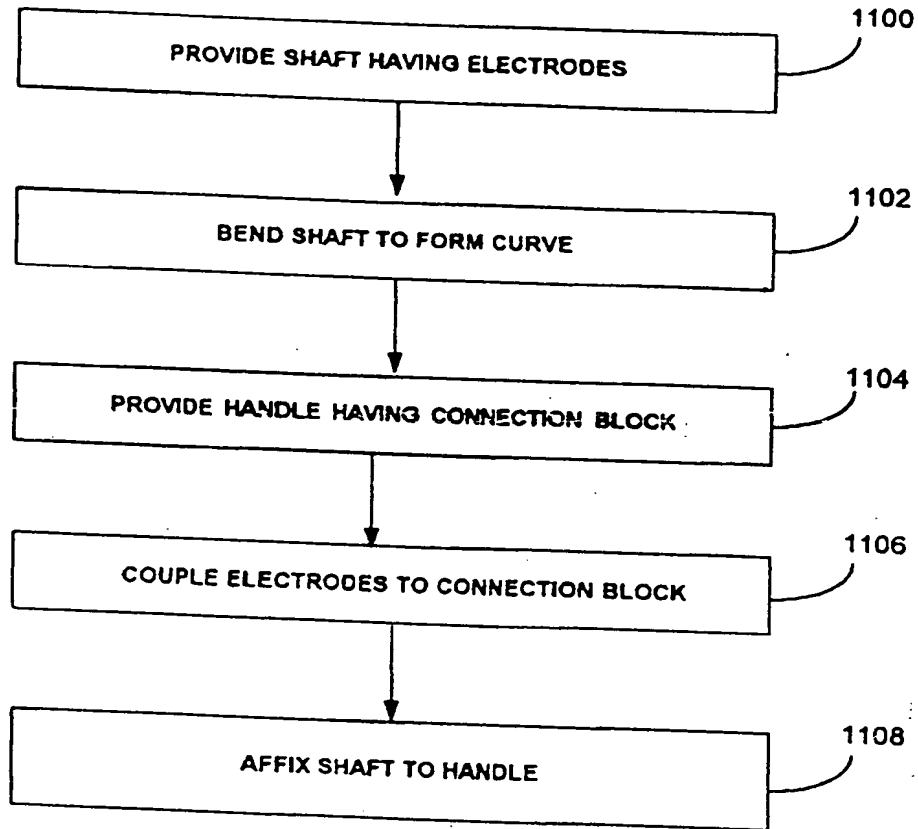 1100
PROVIDE SHAFT HAVING ELECTRODES
1102
BEND SHAFT TO FORM CURVE
1104
PROVIDE HANDLE HAVING CONNECTION BLOCK
1106
COUPLE ELECTRODES TO CONNECTION BLOCK
1108
AFFIX SHAFT TO HANDLE